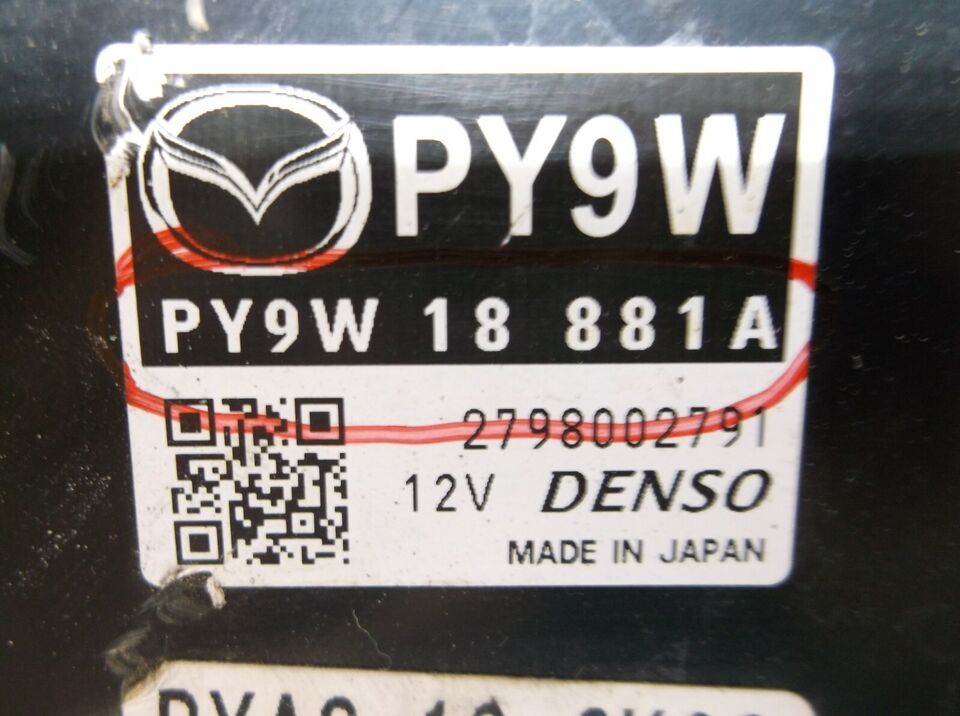 PY9W
PY9W 18 881A
2798002791
12V DENSO
MADE IN JAPAN